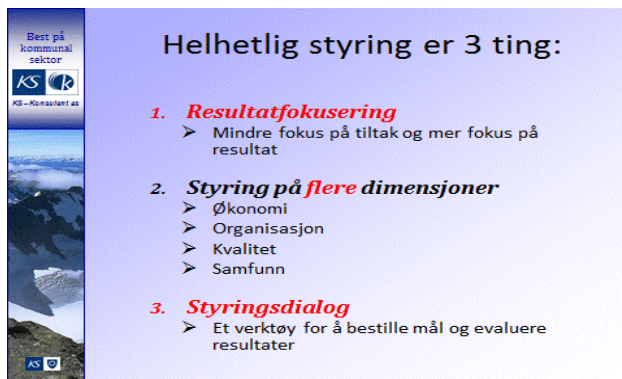 Best på
kommunal
sektor
KS K
KS-Konsulent as
Helhetlig styring er 3 ting:
1. Resultatfokusering
➢ Mindre fokus på tiltak og mer fokus på
resultat
2. Styring på flere dimensjoner
➢ Økonomi
➢ Organisasjon
➢ Kvalitet
➢ Samfunn
3. Styringsdialog
➢ Et verktøy for å bestille mål og evaluere
resultater
KS